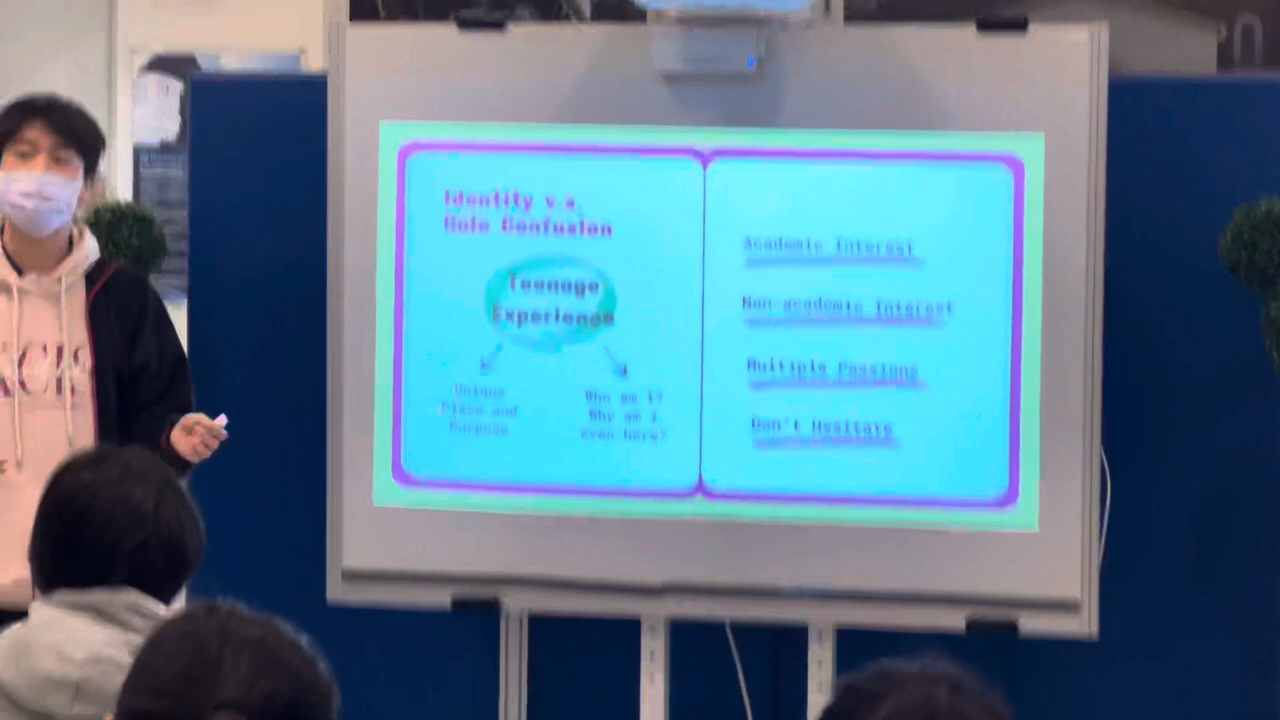 Identity v.s.
Role Confusion
Teenage
Experience
Unique
Place and
Purpose
Who am I?
Why am I
even here?
Academic Interest
Non-academic Interest
Multiple Passions
Don't